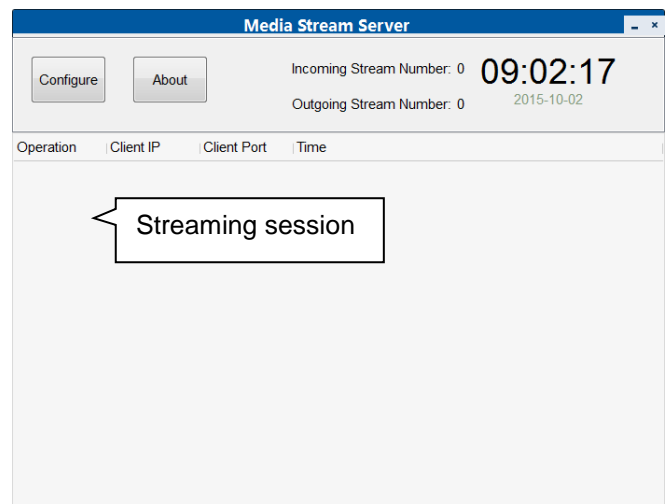 Media Stream Server
Configure
About
Incoming Stream Number: 0
Outgoing Stream Number: 0
09:02:17
2015-10-02
Operation Client IP Client Port Time
Streaming session